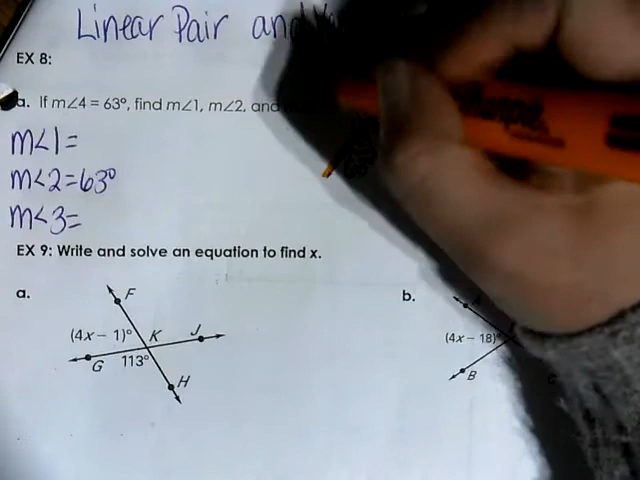 Linear Pair and
EX 8:
a. If m∠4 = 63°, find m∠1, m∠2, and
m<1=
m<2=63°
m<3=
EX 9: Write and solve an equation to find x.
a.
F
(4x − 1)°
K
J
G
113°
H
b.
A
(4x − 18)°
B